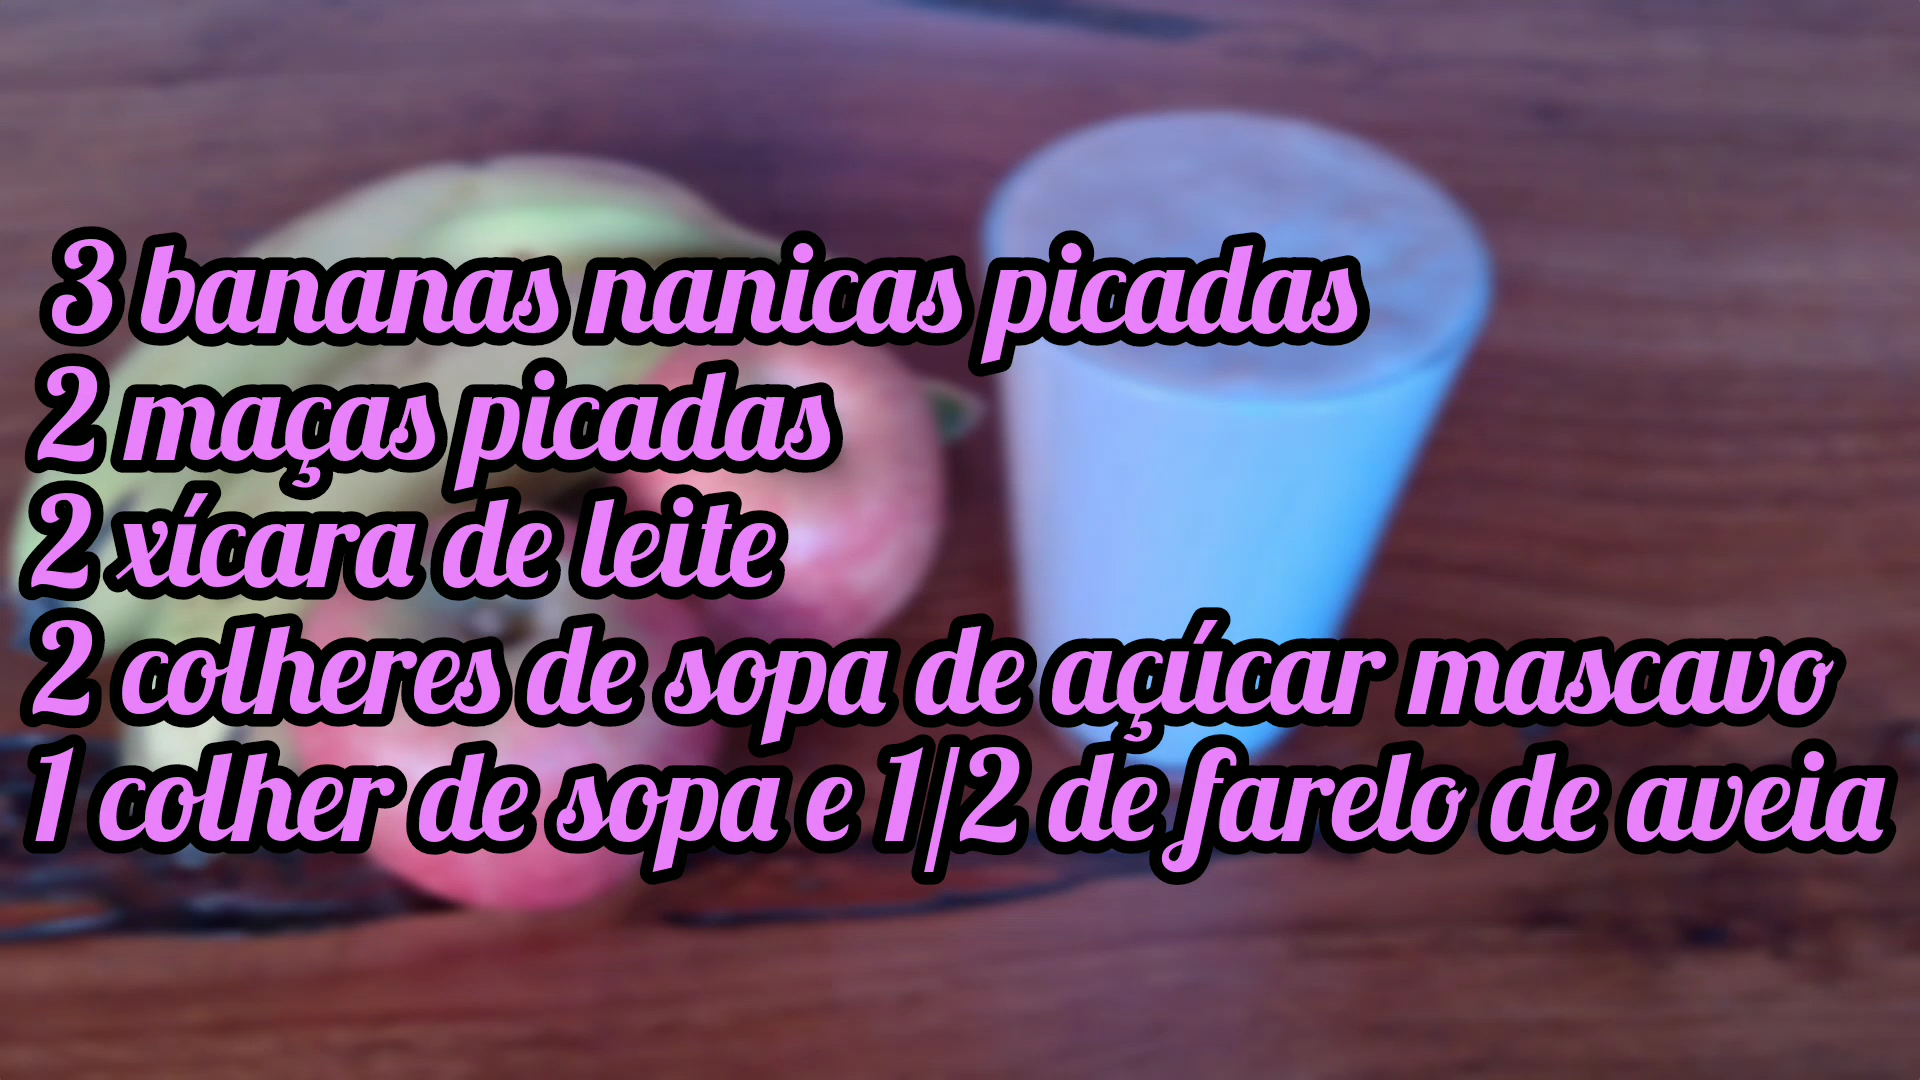 3 bananas nanicas picadas
2 maças picadas
2 xícara de leite
2 colheres de sopa de açúcar mascavo
1 colher de sopa e 1/2 de farelo de aveia